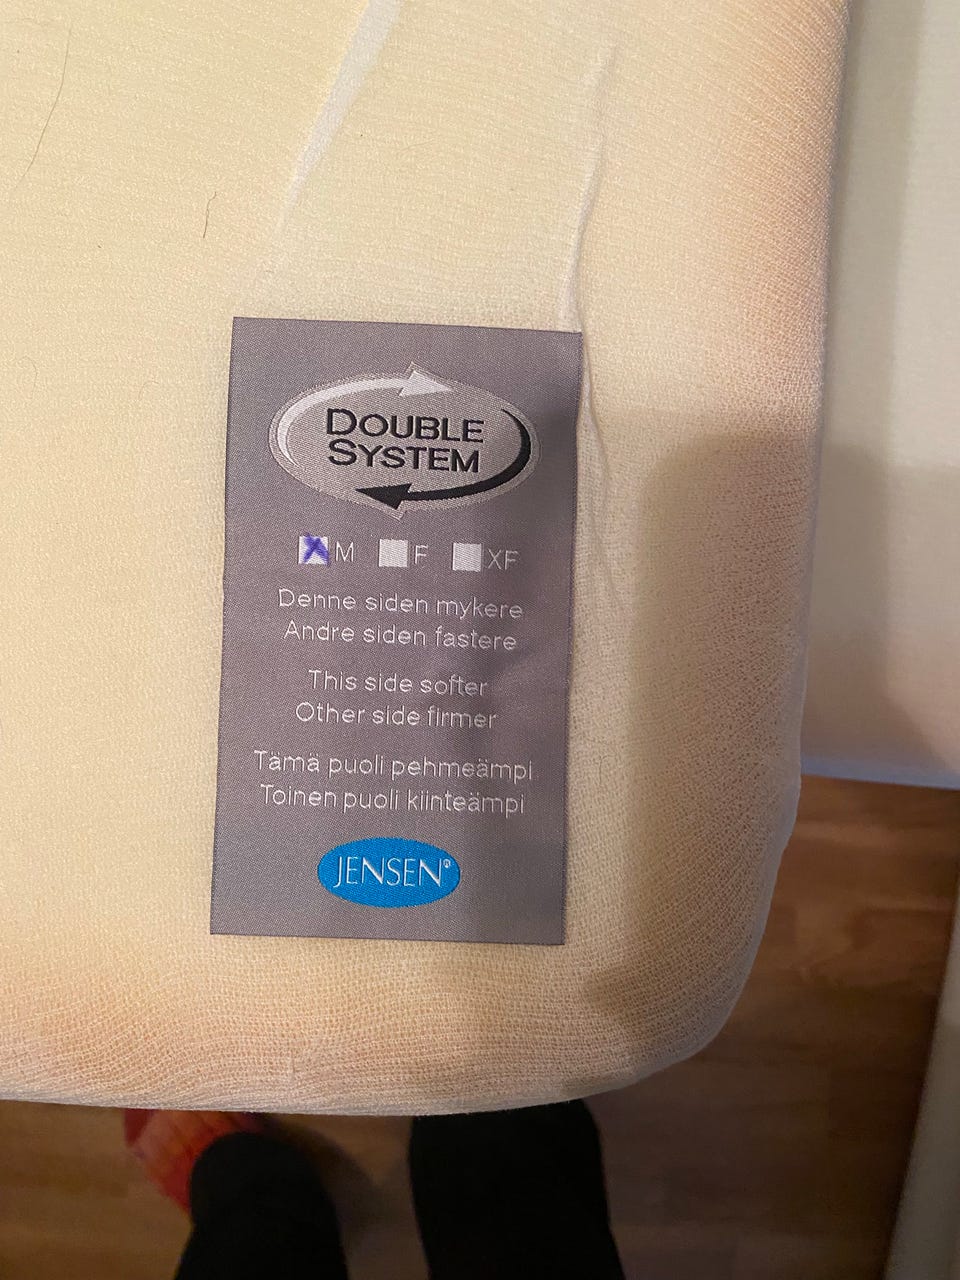 DOUBLE
SYSTEM
M F XF
Denne siden mykere
Andre siden fastere
This side softer
Other side firmer
Tämä puoli pehmeämpi
Toinen puoli kiinteämpi
JENSEN®